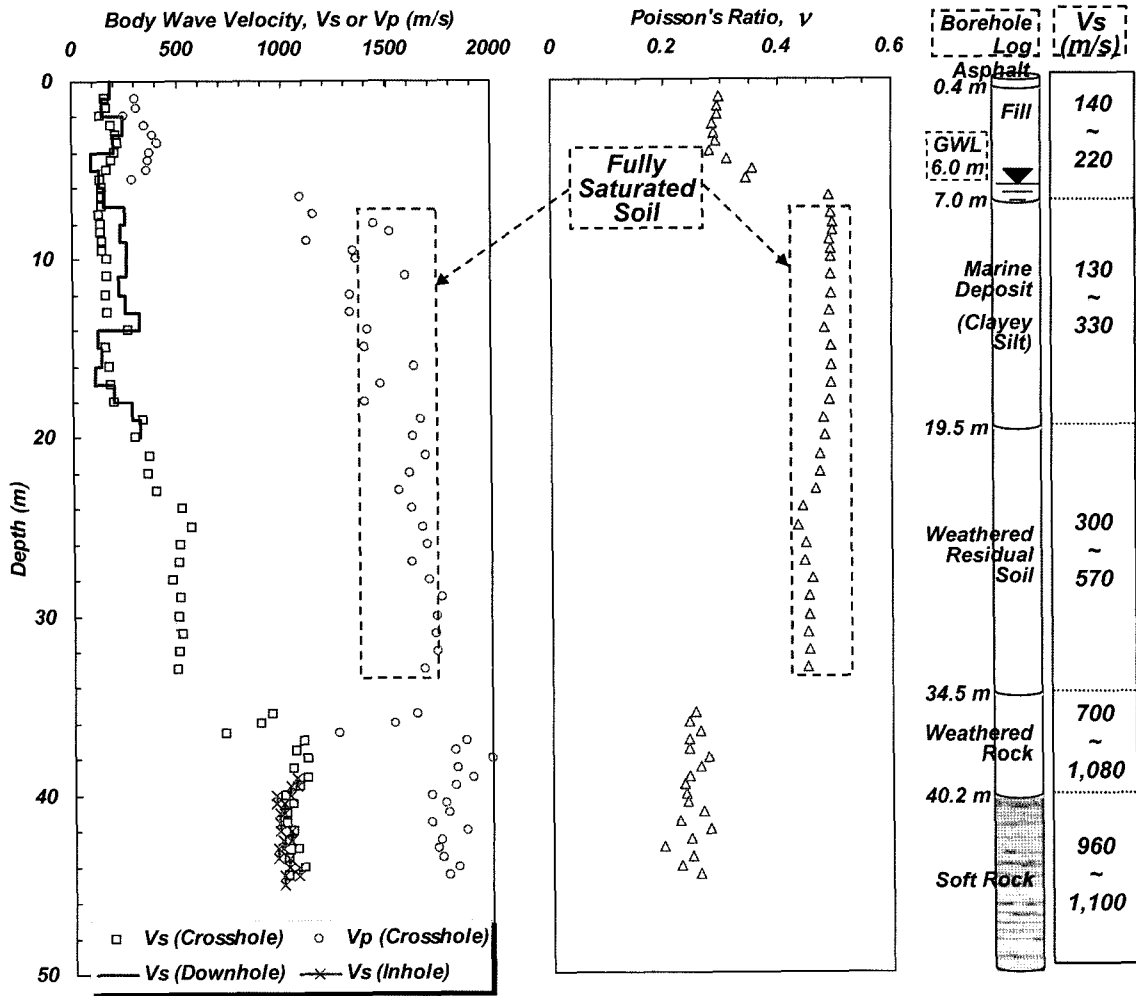 Body Wave Velocity, Vs or Vp (m/s)
0 500 1000 1500 2000
0
10
20
30
40
50
Depth (m)
Vs (Crosshole)
Vp (Crosshole)
Vs (Downhole)
Vs (Inhole)
Poisson's Ratio, ν
0 0.2 0.4 0.6
Fully
Saturated
Soil
Borehole
Log
Vs
(m/s)
Asphalt
0.4 m
Fill
140
~
220
GWL
6.0 m
7.0 m
Marine
Deposit
(Clayey
Silt)
130
~
330
19.5 m
Weathered
Residual
Soil
300
~
570
34.5 m
Weathered
Rock
700
~
1,080
40.2 m
Soft Rock
960
~
1,100